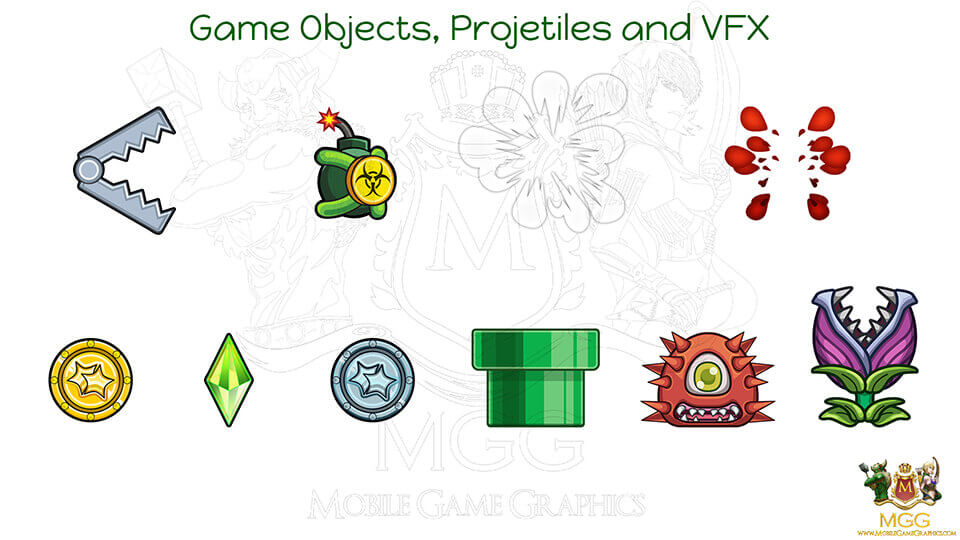 Game Objects, Projetiles and VFX
M
MGG
Mobile Game Graphics
M
MGG
www.MobileGameGraphics.com